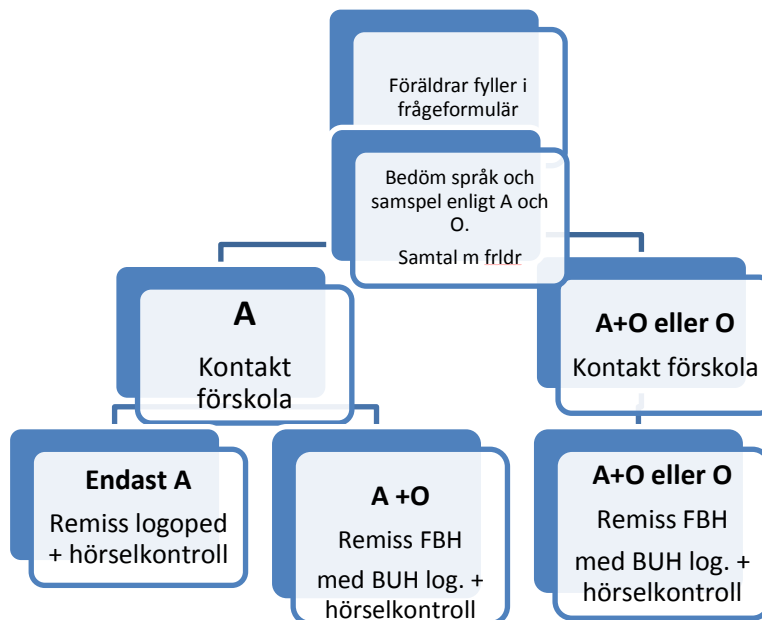 Föräldrar fyller i
frågeformulär
Bedöm språk och
samspel enligt A och
O.
Samtal m frldr
A
Kontakt
förskola
A+O eller O
Kontakt förskola
Endast A
Remiss logoped
+ hörselkontroll
A +O
Remiss FBH
med BUH log. +
hörselkontroll
A+O eller O
Remiss FBH
med BUH log. +
hörselkontroll